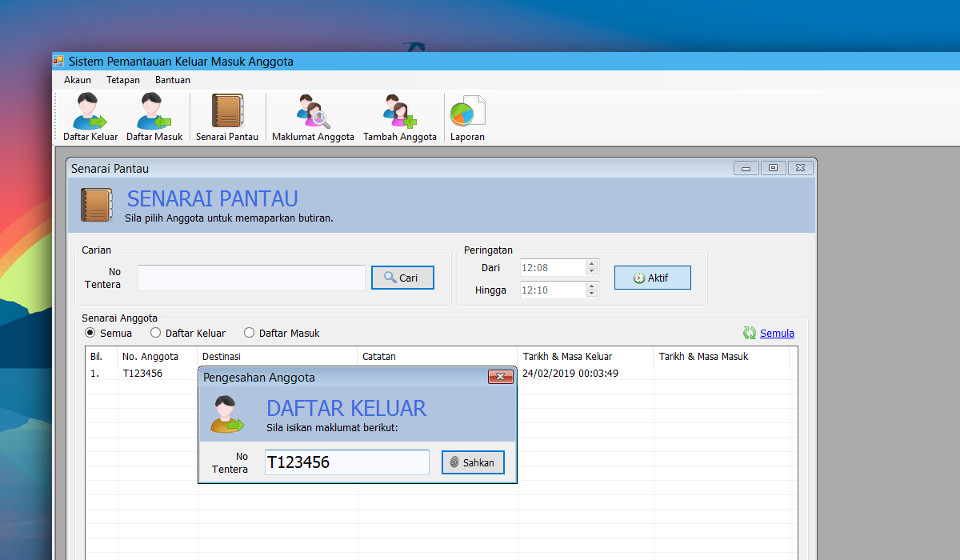 Sistem Pemantauan Keluar Masuk Anggota
Akaun Tetapan Bantuan
Daftar Keluar Daftar Masuk Senarai Pantau Maklumat Anggota Tambah Anggota Laporan
Senarai Pantau
SENARAI PANTAU
Sila pilih Anggota untuk memaparkan butiran.
Carian
No Tentera
Cari
Peringatan
Dari 12:08
Hingga 12:10
Aktif
Senarai Anggota
Semua Daftar Keluar Daftar Masuk Semula
Bil. No. Anggota Destinasi Catatan Tarikh & Masa Keluar Tarikh & Masa Masuk
1. T123456 24/02/2019 00:03:49
Pengesahan Anggota
DAFTAR KELUAR
Sila isikan maklumat berikut:
No Tentera
T123456
Sahkan